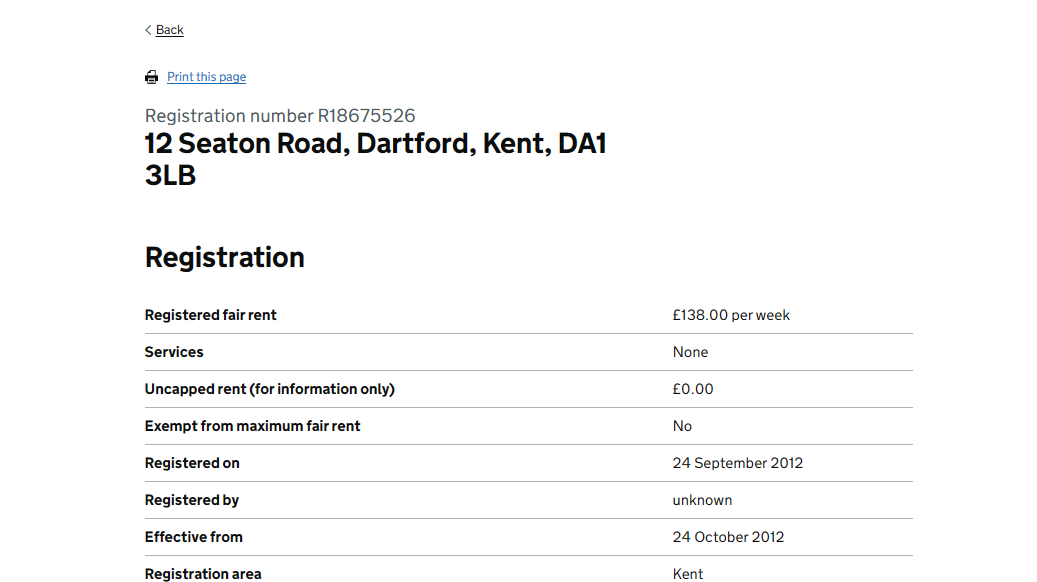 Back
Print this page
Registration number R18675526
12 Seaton Road, Dartford, Kent, DA1
3LB
Registration
Registered fair rent £138.00 per week
Services None
Uncapped rent (for information only) £0.00
Exempt from maximum fair rent No
Registered on 24 September 2012
Registered by unknown
Effective from 24 October 2012
Registration area Kent